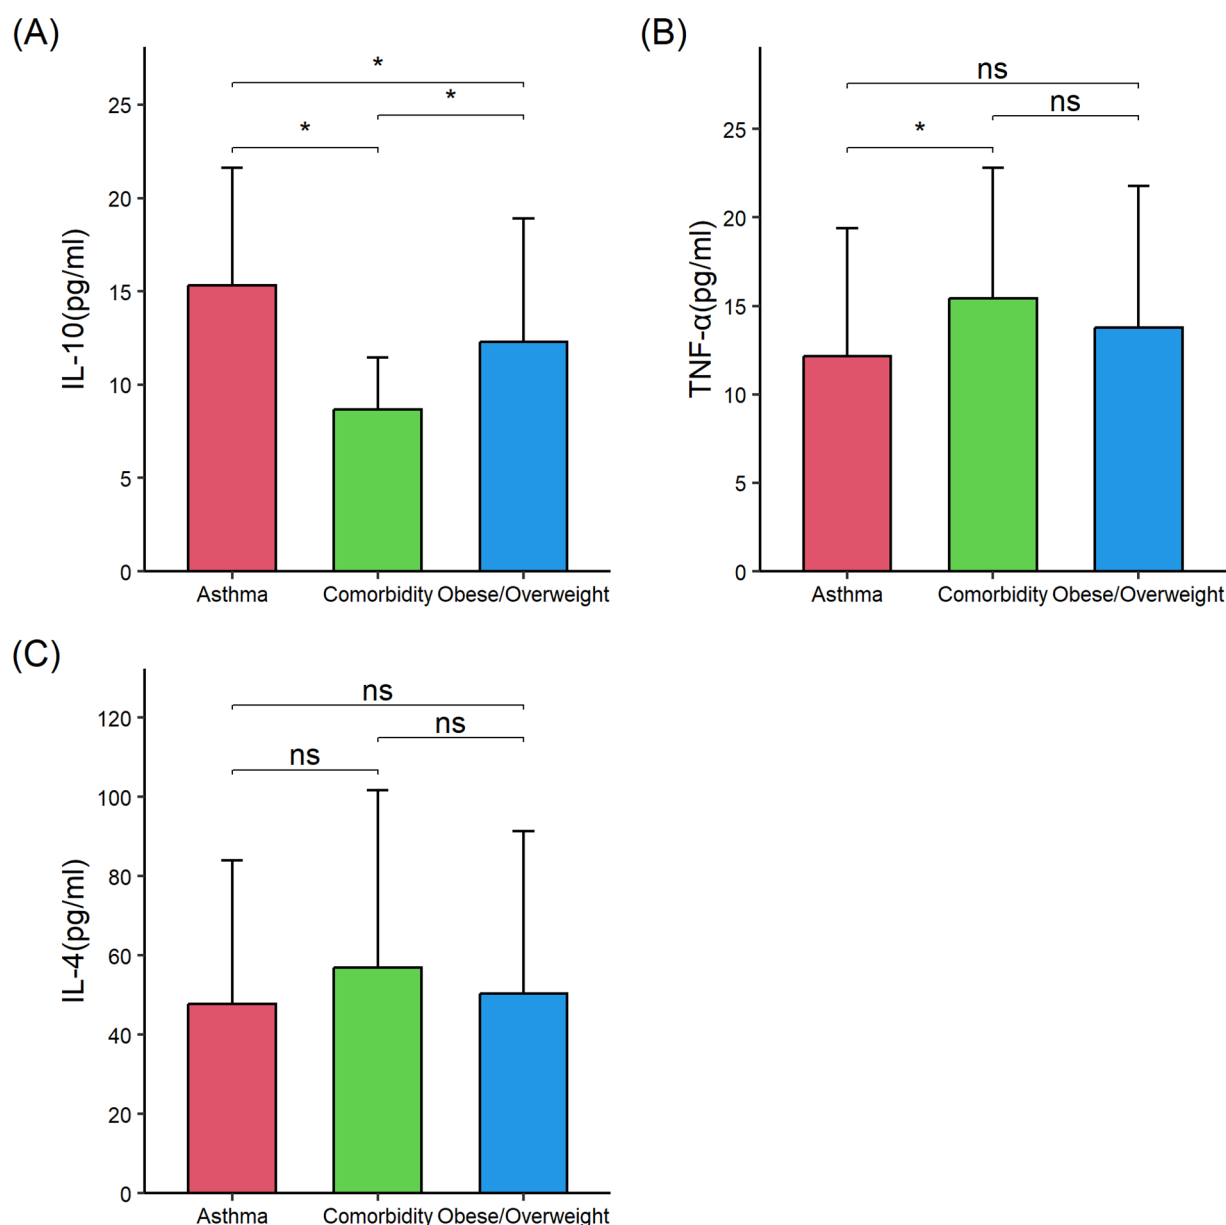 (A)
IL-10(pg/ml)
25
20
15
10
5
0
*
*
*
Asthma Comorbidity Obese/Overweight
(B)
TNF-α(pg/ml)
25
20
15
10
5
0
ns
ns
*
Asthma Comorbidity Obese/Overweight
(C)
IL-4(pg/ml)
120
100
80
60
40
20
0
ns
ns
ns
Asthma Comorbidity Obese/Overweight